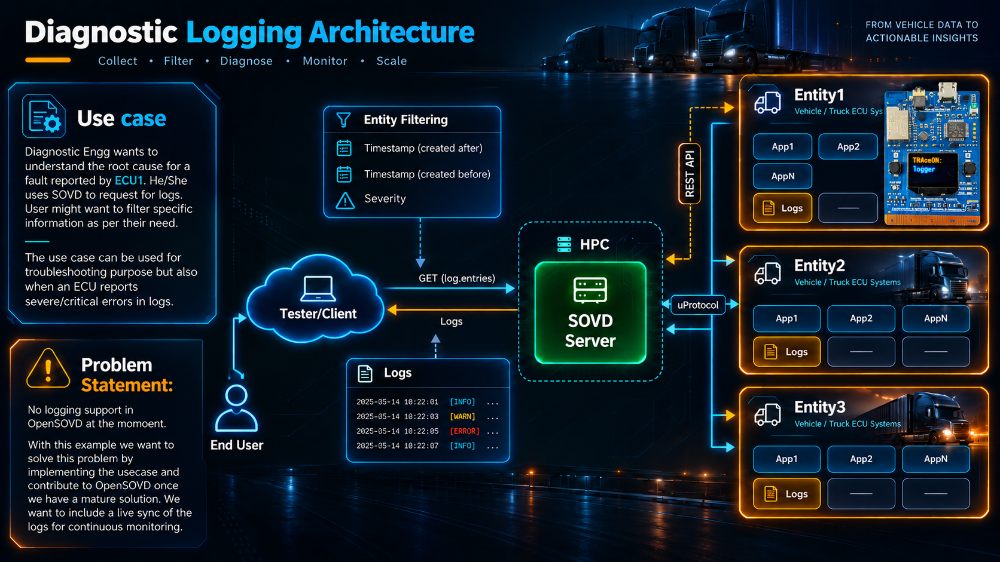 Diagnostic Logging Architecture
Collect • Filter • Diagnose • Monitor • Scale
FROM VEHICLE DATA TO
ACTIONABLE INSIGHTS
Use case
Diagnostic Engg wants to
understand the root cause for a
fault reported by ECU1. He/She
uses SOVD to request for logs.
User might want to filter specific
information as per their need.
The use case can be used for
troubleshooting purpose but also
when an ECU reports
severe/critical errors in logs.
Problem
Statement:
No logging support in
OpenSOVD at the momoent.
With this example we want to
solve this problem by
implementing the usecase and
contribute to OpenSOVD once
we have a mature solution. We
want to include a live sync of the
logs for continuous monitoring.
End User
Tester/Client
Entity Filtering
Timestamp (created after)
Timestamp (created before)
Severity
GET (log.entries)
Logs
Logs
2025-05-14 10:22:01 [INFO] ...
2025-05-14 10:22:03 [WARN] ...
2025-05-14 10:22:05 [ERROR] ...
2025-05-14 10:22:07 [INFO] ...
HPC
SOVD
Server
REST API
uProtocol
Entity1
Vehicle / Truck ECU Sys
App1
App2
AppN
Logs
TRAceON:
logger
Entity2
Vehicle / Truck ECU Systems
App1
App2
AppN
Logs
Entity3
Vehicle / Truck ECU Systems
App1
App2
AppN
Logs